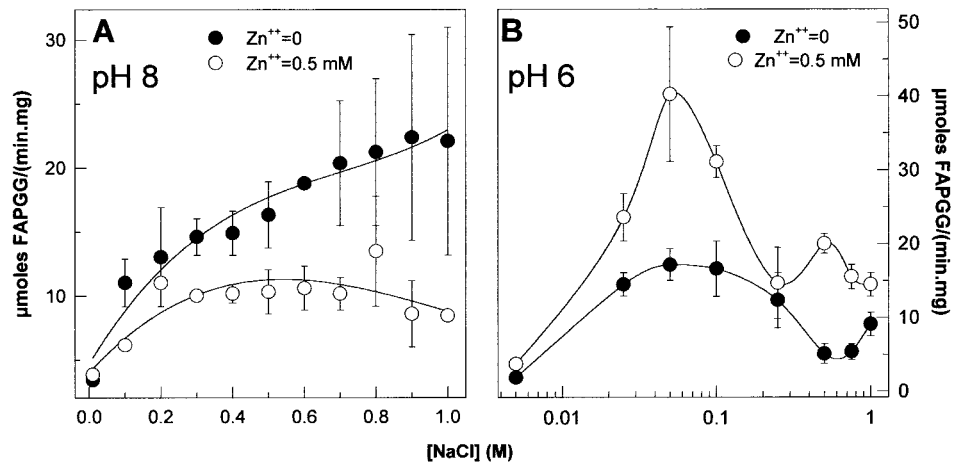 A
pH 8
Zn++=0
Zn++=0.5 mM
30
20
10
µmoles FAPGG/(min.mg)
0.0 0.2 0.4 0.6 0.8 1.0
B
pH 6
Zn++=0
Zn++=0.5 mM
50
40
30
20
10
0
µmoles FAPGG/(min.mg)
0.01 0.1 1
[NaCl] (M)